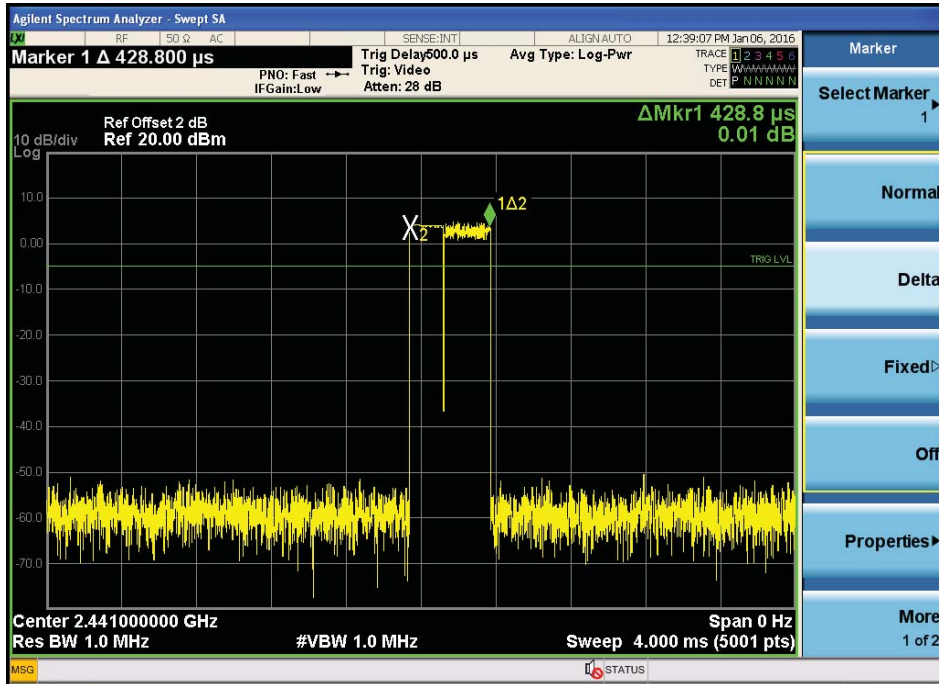 Agilent Spectrum Analyzer - Swept SA
LXI RF 50 Ω AC SENSE:INT ALIGN AUTO 12:39:07 PM Jan 06, 2016
Marker 1 Δ 428.800 μs
Trig Delay500.0 μs Avg Type: Log-Pwr TRACE 1 2 3 4 5 6
PNO: Fast Trig: Video TYPE WWWWWW
IFGain:Low Atten: 28 dB DET P N N N N N
Ref Offset 2 dB ΔMkr1 428.8 μs
10 dB/div Ref 20.00 dBm 0.01 dB
Log
10.0
0.00
-10.0
-20.0
-30.0
-40.0
-50.0
-60.0
-70.0
X2
1Δ2
TRIG LVL
Center 2.441000000 GHz Span 0 Hz
Res BW 1.0 MHz #VBW 1.0 MHz Sweep 4.000 ms (5001 pts)
MSG STATUS
Marker
Select Marker
1
Normal
Delta
Fixed
Off
Properties
More
1 of 2